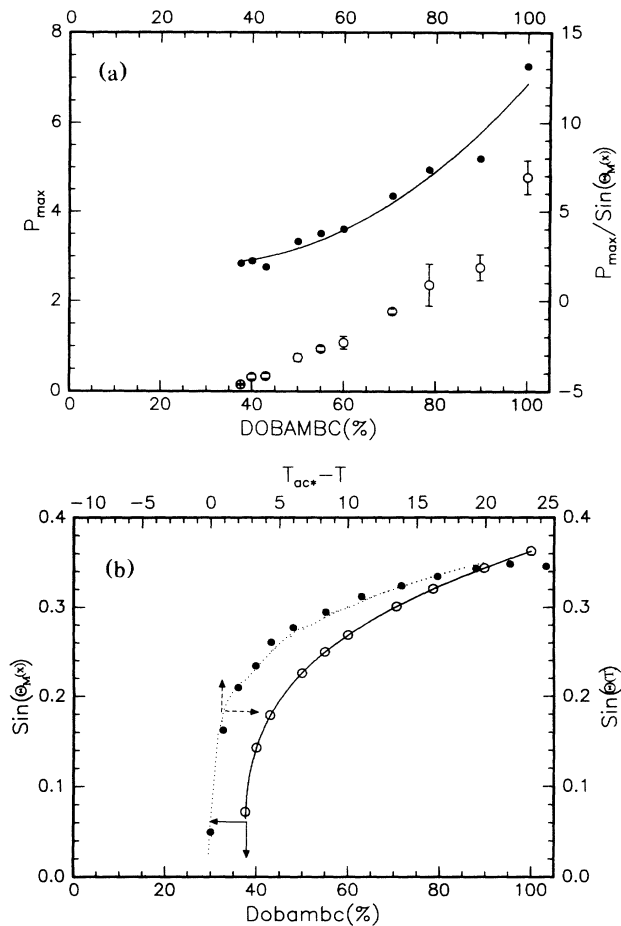 0 20 40 60 80 100
8 15
(a)
6 10
P_max 4 5 P_max/Sin(Θ_M(x))
2 0
0 -5
0 20 40 60 80 100
DOBAMBC(%)
T_ac*-T
-10 -5 0 5 10 15 20 25
0.4 0.4
(b)
0.3 0.3
Sin(Θ_M(x)) 0.2 0.2 Sin(Θ(T)
0.1 0.1
0.0 0.0
0 20 40 60 80 100
Dobambc(%)